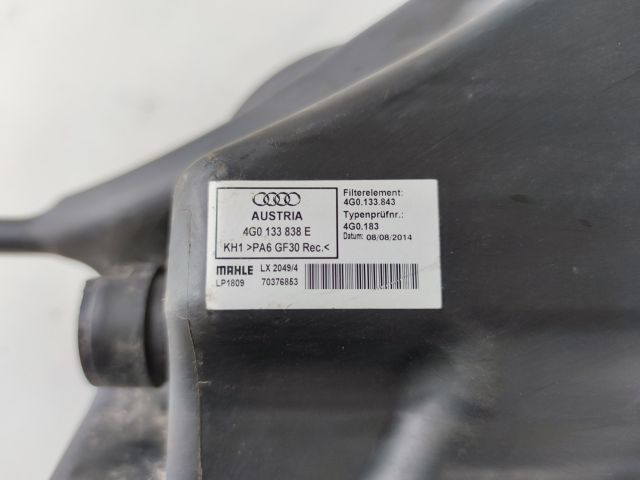 AUSTRIA
4G0 133 838 E
KH1 >PA6 GF30 Rec.<
Filterelement:
4G0.133.843
Typenprüfnr.:
4G0.183
Datum: 08/08/2014
MAHLE LX 2049/4
LP1809 70376853